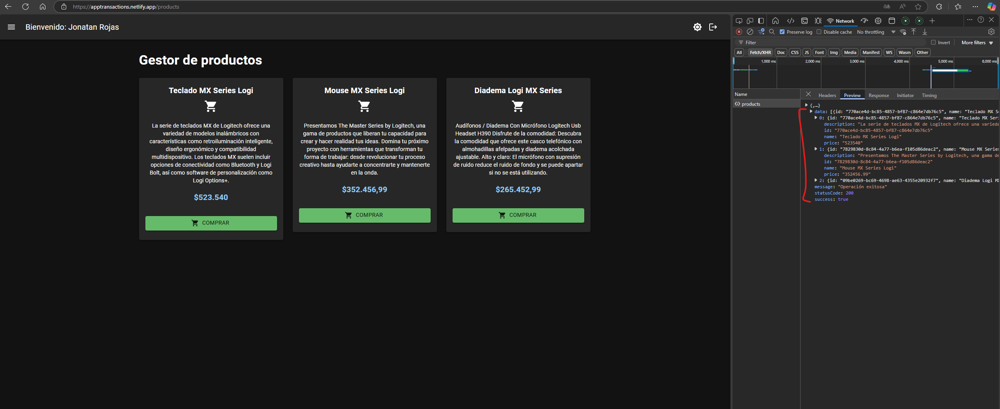 https://apptransactions.netlify.app/products
Bienvenido: Jonatan Rojas
Gestor de productos
Teclado MX Series Logi
La serie de teclados MX de Logitech ofrece una
variedad de modelos inalámbricos con
características como retroiluminación inteligente,
diseño ergonómico y compatibilidad
multidispositivo. Los teclados MX suelen incluir
opciones de conectividad como Bluetooth y Logi
Bolt, así como software de personalización como
Logi Options+.
$523.540
COMPRAR
Mouse MX Series Logi
Presentamos The Master Series by Logitech, una
gama de productos que liberan tu capacidad para
crear y hacer realidad tus ideas. Domina tu próximo
proyecto con herramientas que transforman tu
forma de trabajar: desde revolucionar tu proceso
creativo hasta ayudarte a concentrarte y mantenerte
en la onda.
$352.456,99
COMPRAR
Diadema Logi MX Series
Audífonos / Diadema Con Micrófono Logitech Usb
Headset H390 Disfrute de la comodidad: Descubra
la comodidad que ofrece este casco telefónico con
almohadillas afelpadas y diadema acolchada
ajustable. Alto y claro: El micrófono con supresión
de ruido reduce el ruido de fondo y se puede apartar
si no se está utilizando.
$265.452,99
COMPRAR
Network
Preserve log Disable cache No throttling
Filter Invert More filters
All Fetch/XHR Doc CSS JS Font Img Media Manifest WS Wasm Other
1,000 ms 2,000 ms 3,000 ms 4,000 ms 5,000 ms 6,000 ms
Name
products
Headers Preview Response Initiator Timing
{,…}
data: [{id: "770ace4d-bc85-4857-bf87-c864e7db76c5", name: "Teclado MX S
0: {id: "770ace4d-bc85-4857-bf87-c864e7db76c5", name: "Teclado MX Ser
description: "La serie de teclados MX de Logitech ofrece una varieda
id: "770ace4d-bc85-4857-bf87-c864e7db76c5"
name: "Teclado MX Series Logi"
price: "523540"
1: {id: "7829830d-8c84-4a77-b6ea-f105d86deac2", name: "Mouse MX Series
description: "Presentamos The Master Series by Logitech, una gama de
id: "7829830d-8c84-4a77-b6ea-f105d86deac2"
name: "Mouse MX Series Logi"
price: "352456.99"
2: {id: "09be0269-bc69-4698-ae63-4355e20932f7", name: "Diadema Logi MX
message: "Operación exitosa"
statusCode: 200
success: true